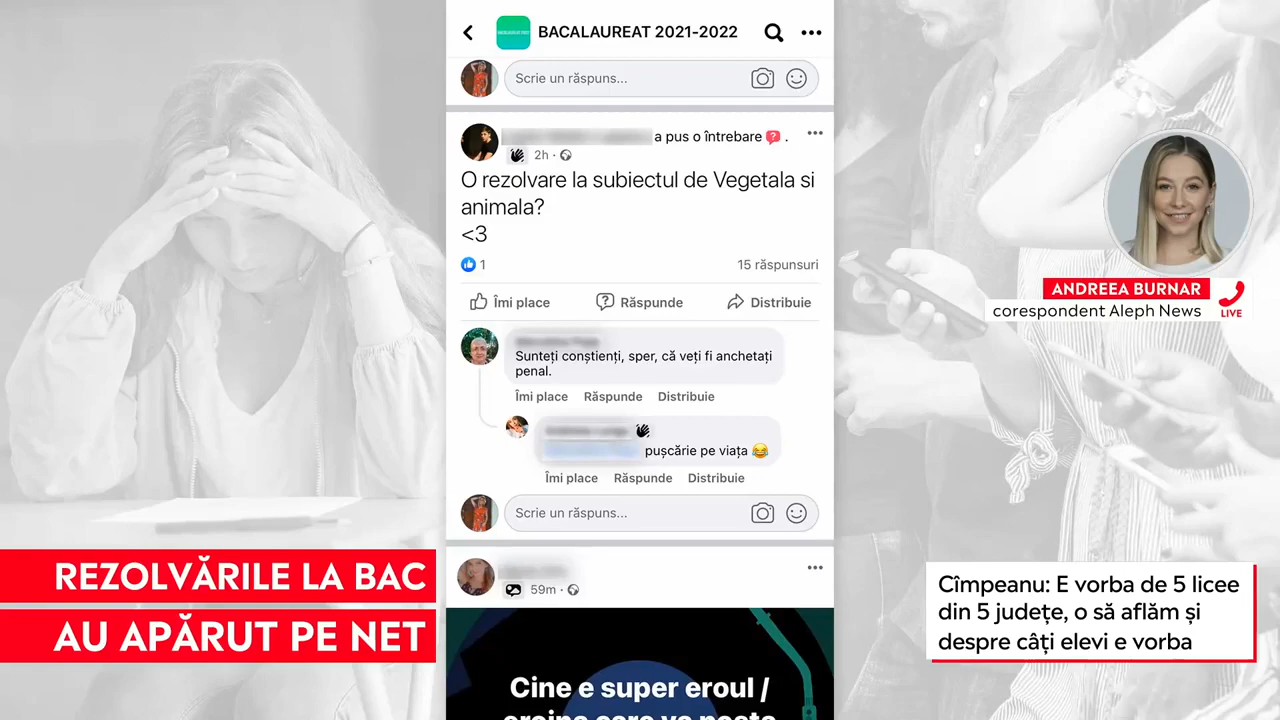 BACALAUREAT 2021-2022
Scrie un răspuns...
a pus o întrebare .
2h ·
O rezolvare la subiectul de Vegetala si
animala?
<3
1
15 răspunsuri
Îmi place
Răspunde
Distribuie
Sunteți conștienți, sper, că veți fi anchetați
penal.
Îmi place Răspunde Distribuie
pușcărie pe viața 😂
Îmi place Răspunde Distribuie
Scrie un răspuns...
59m ·
Cine e super eroul /
REZOLVĂRILE LA BAC
AU APĂRUT PE NET
ANDREEA BURNAR
corespondent Aleph News
LIVE
Cîmpeanu: E vorba de 5 licee
din 5 județe, o să aflăm și
despre câți elevi e vorba